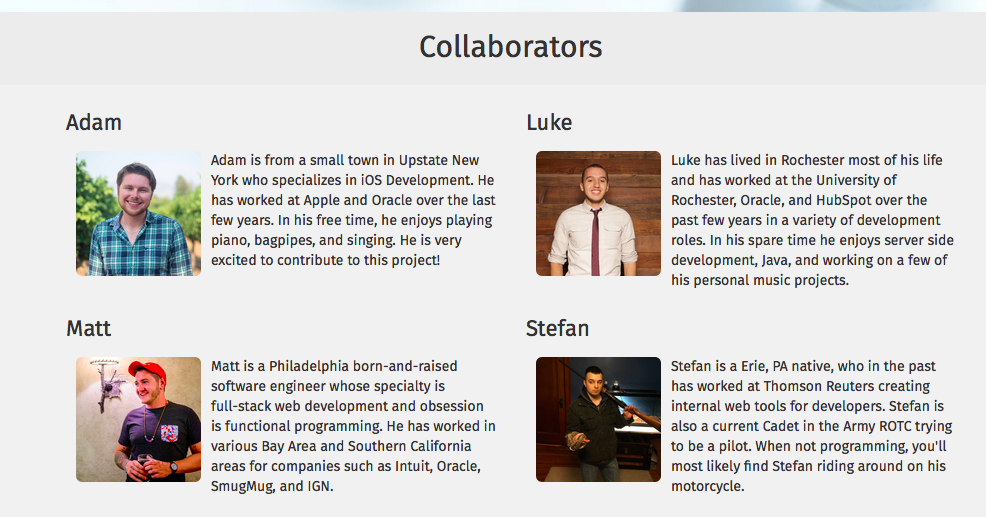 Collaborators
Adam
Adam is from a small town in Upstate New
York who specializes in iOS Development. He
has worked at Apple and Oracle over the last
few years. In his free time, he enjoys playing
piano, bagpipes, and singing. He is very
excited to contribute to this project!
Luke
Luke has lived in Rochester most of his life
and has worked at the University of
Rochester, Oracle, and HubSpot over the
past few years in a variety of development
roles. In his spare time he enjoys server side
development, Java, and working on a few of
his personal music projects.
Matt
Matt is a Philadelphia born-and-raised
software engineer whose specialty is
full-stack web development and obsession
is functional programming. He has worked in
various Bay Area and Southern California
areas for companies such as Intuit, Oracle,
SmugMug, and IGN.
Stefan
Stefan is a Erie, PA native, who in the past
has worked at Thomson Reuters creating
internal web tools for developers. Stefan is
also a current Cadet in the Army ROTC trying
to be a pilot. When not programming, you'll
most likely find Stefan riding around on his
motorcycle.